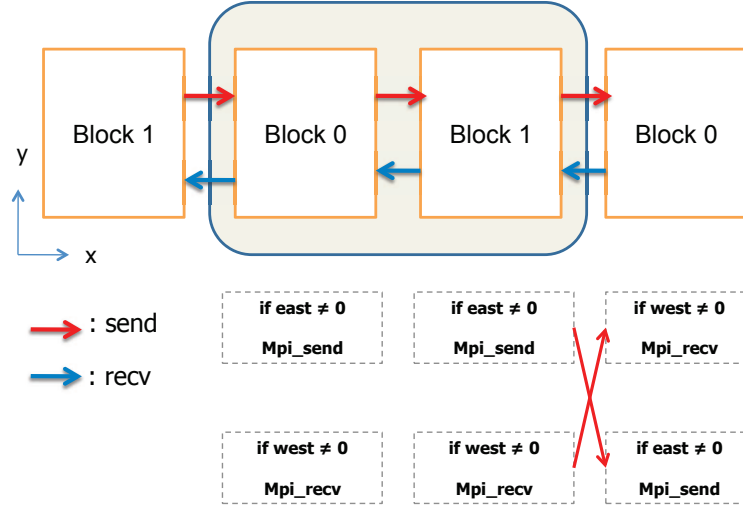 Block 1
Block 0
Block 1
Block 0
y
x
: send
: recv
if east ≠ 0
Mpi_send
if east ≠ 0
Mpi_send
if west ≠ 0
Mpi_recv
if west ≠ 0
Mpi_recv
if west ≠ 0
Mpi_recv
if east ≠ 0
Mpi_send